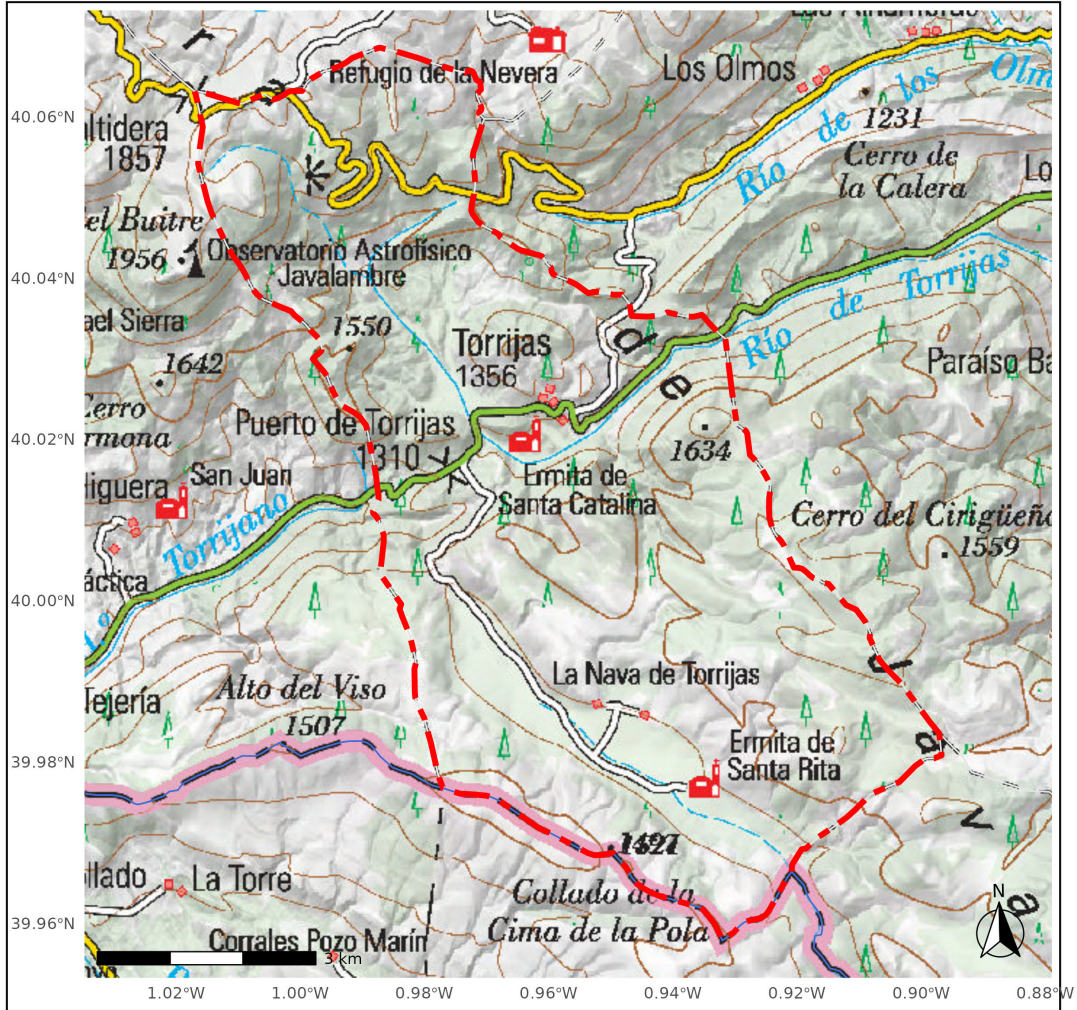 Los Olmos
Refugio de la Nevera
Río de los Olm
1231
Cerro de
la Calera
altidera
1857
el Buitre
1956
Observatorio Astrofísico
Javalambre
Río de Torrijas
ael Sierra
1550
1642
Torrijas
1356
Paraíso Ba
Cerro
rmona
Puerto de Torrijas
1310
1634
Ermita de
Santa Catalina
San Juan
Higuera
Torrijano
Cerro del Cirigüeño
1559
áctica
La Nava de Torrijas
Tejería
Alto del Viso
1507
Ermita de
Santa Rita
ollado
La Torre
Collado de la
Cima de la Pola
Corrales Pozo Marín
r
a
d e
J a v a
3 km
N
40.06°N
40.04°N
40.02°N
40.00°N
39.98°N
39.96°N
1.02°W
1.00°W
0.98°W
0.96°W
0.94°W
0.92°W
0.90°W
0.88°W